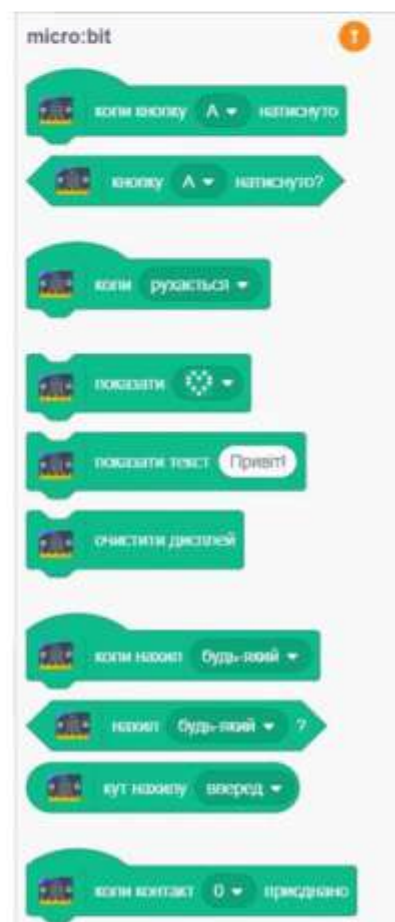 micro:bit
коли кнопку A натиснуто
кнопку A натиснуто?
коли рухається
показати
показати текст Привіт!
очистити дисплей
коли нахил будь-який
нахил будь-який ?
кут нахилу вперед
коли контакт 0 приєднано